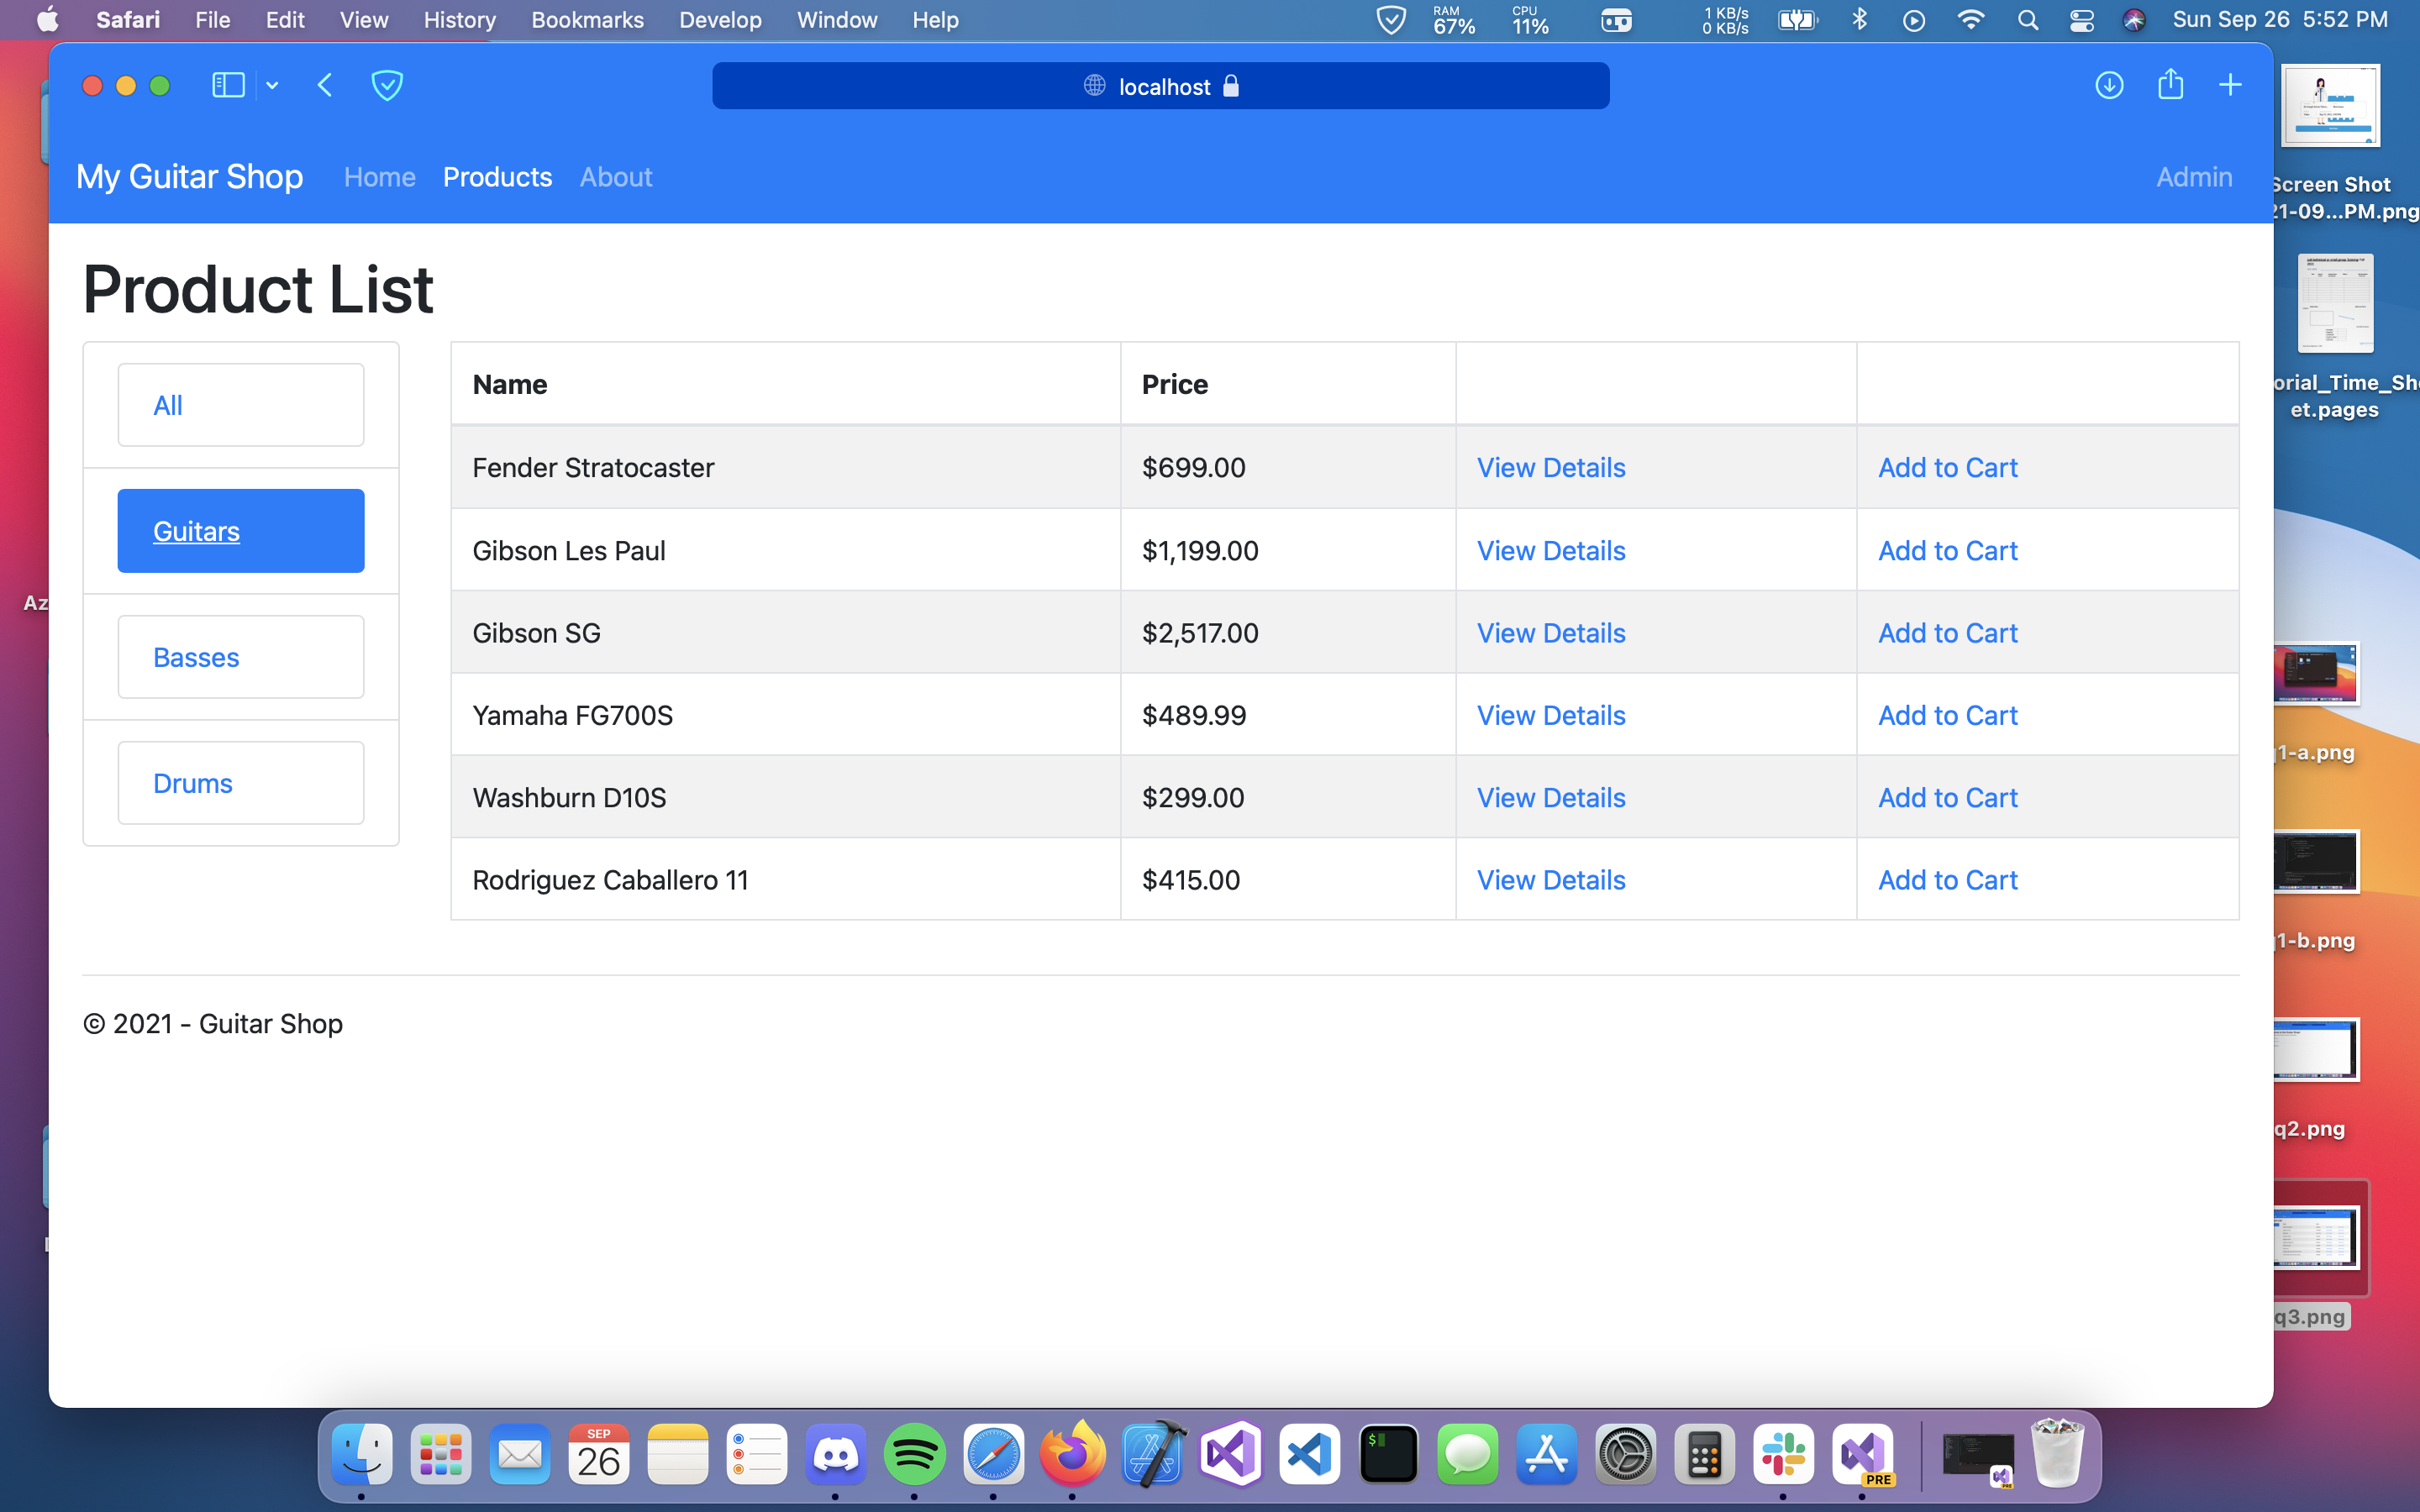 Safari File Edit View History Bookmarks Develop Window Help RAM 67% CPU 11% 1 KB/s 0 KB/s Sun Sep 26 5:52 PM
localhost
My Guitar Shop Home Products About Admin
Product List
All
Guitars
Basses
Drums
Name Price
Fender Stratocaster $699.00 View Details Add to Cart
Gibson Les Paul $1,199.00 View Details Add to Cart
Gibson SG $2,517.00 View Details Add to Cart
Yamaha FG700S $489.99 View Details Add to Cart
Washburn D10S $299.00 View Details Add to Cart
Rodriguez Caballero 11 $415.00 View Details Add to Cart
© 2021 - Guitar Shop
Az
Screen Shot
21-09...PM.png
orial_Time_She
et.pages
q1-a.png
q1-b.png
q2.png
q3.png
SEP
26
$
PRE